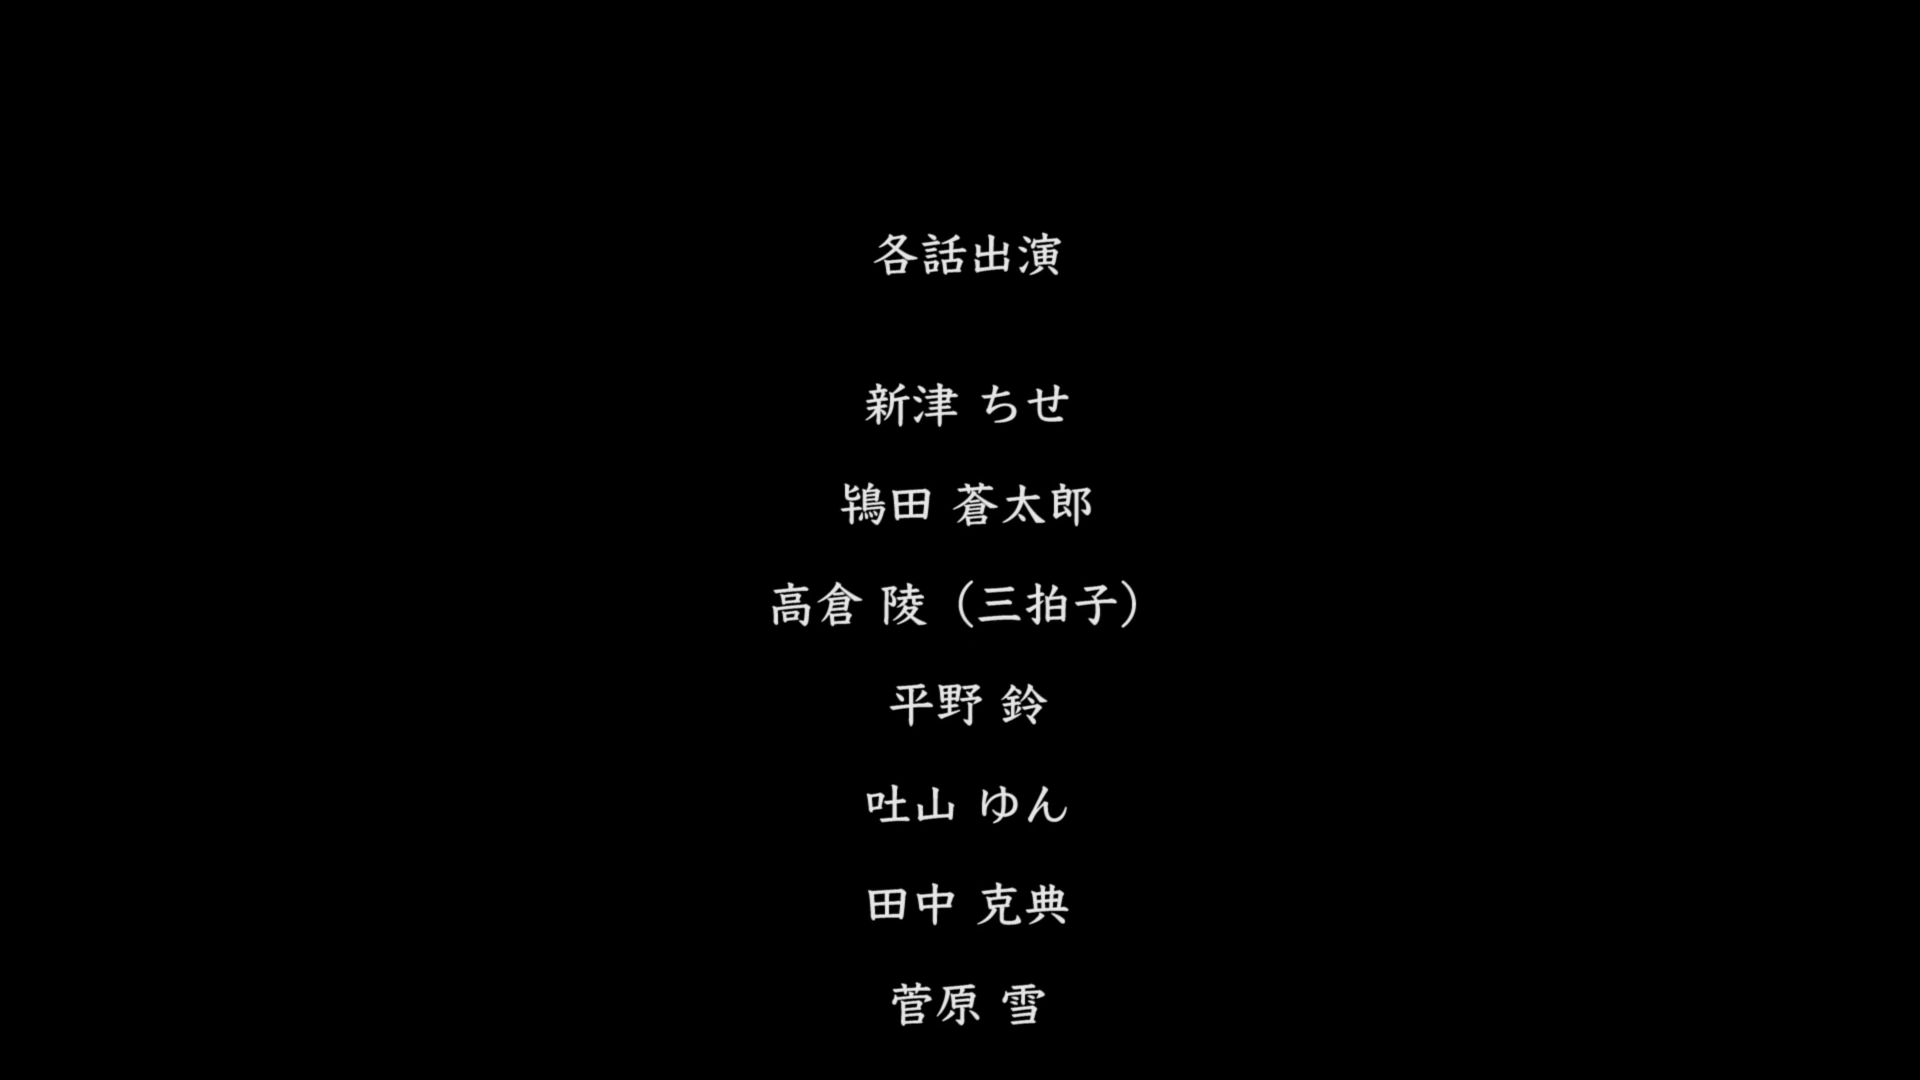 各話出演
新津 ちせ
鴇田 蒼太郎
高倉 陵（三拍子）
平野 鈴
吐山 ゆん
田中 克典
菅原 雪